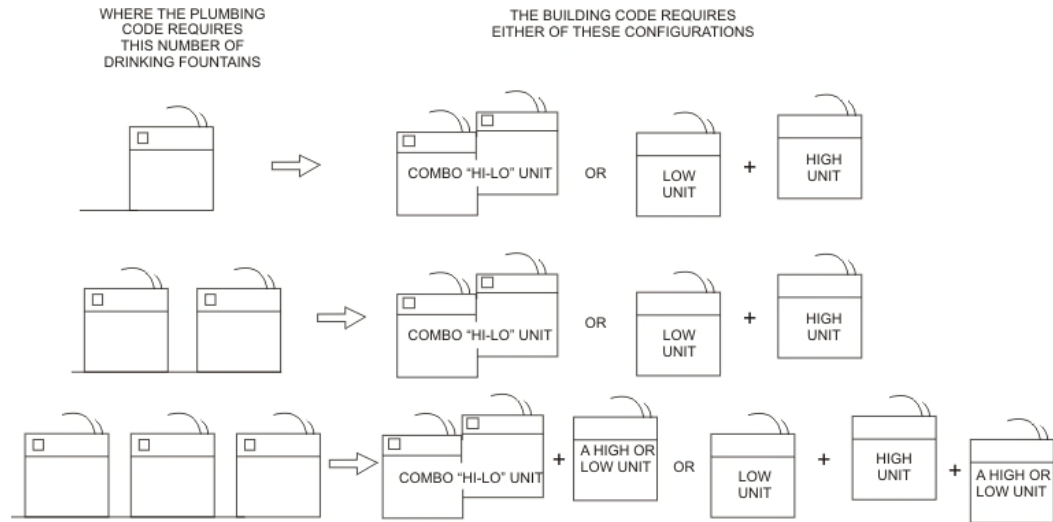 WHERE THE PLUMBING
CODE REQUIRES
THIS NUMBER OF
DRINKING FOUNTAINS
THE BUILDING CODE REQUIRES
EITHER OF THESE CONFIGURATIONS
COMBO “HI-LO” UNIT
OR
LOW
UNIT
+
HIGH
UNIT
COMBO “HI-LO” UNIT
OR
LOW
UNIT
+
HIGH
UNIT
COMBO “HI-LO” UNIT
+
A HIGH OR
LOW UNIT
OR
LOW
UNIT
+
HIGH
UNIT
+
A HIGH OR
LOW UNIT